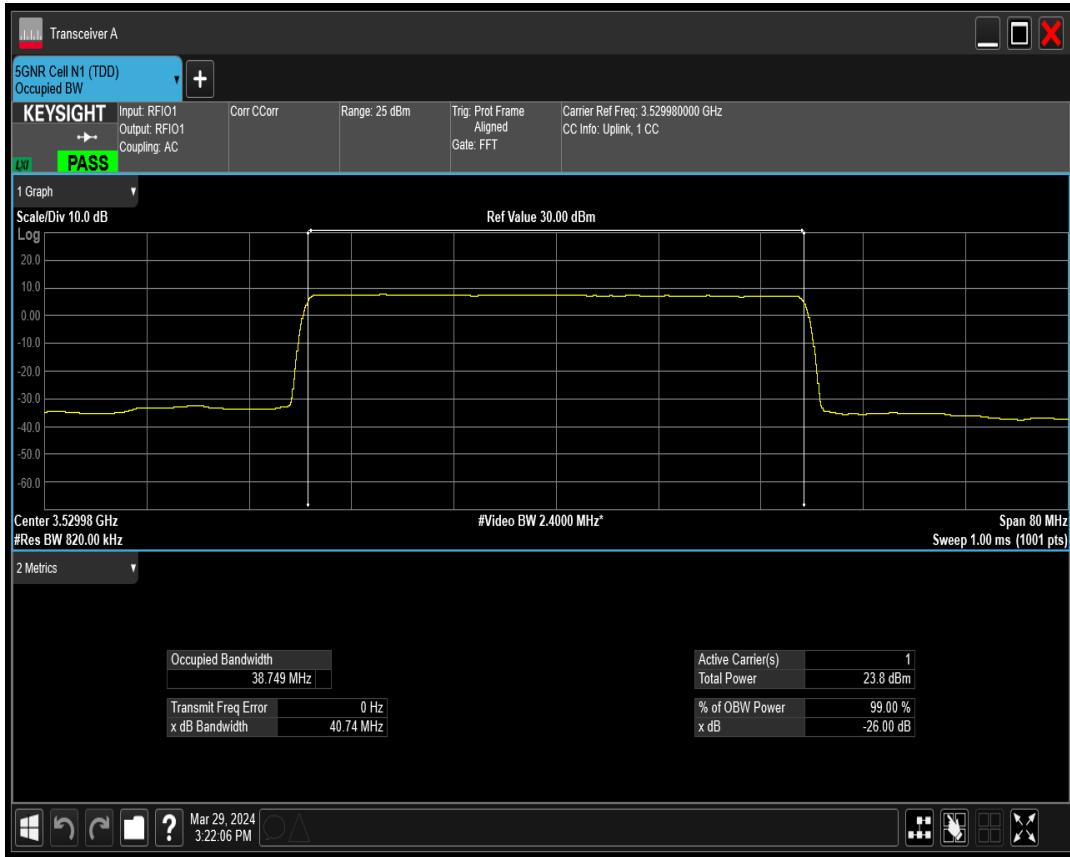 Transceiver A
5GNR Cell N1 (TDD)
Occupied BW
+
KEYSIGHT
LXI
PASS
Input: RFIO1
Output: RFIO1
Coupling: AC
Corr CCorr
Range: 25 dBm
Trig: Prot Frame
Aligned
Gate: FFT
Carrier Ref Freq: 3.529980000 GHz
CC Info: Uplink, 1 CC
1 Graph
Scale/Div 10.0 dB
Ref Value 30.00 dBm
Log
20.0
10.0
0.00
-10.0
-20.0
-30.0
-40.0
-50.0
-60.0
Center 3.52998 GHz
#Video BW 2.4000 MHz*
Span 80 MHz
#Res BW 820.00 kHz
Sweep 1.00 ms (1001 pts)
2 Metrics
Occupied Bandwidth
38.749 MHz
Transmit Freq Error 0 Hz
x dB Bandwidth 40.74 MHz
Active Carrier(s) 1
Total Power 23.8 dBm
% of OBW Power 99.00 %
x dB -26.00 dB
?
Mar 29, 2024
3:22:06 PM